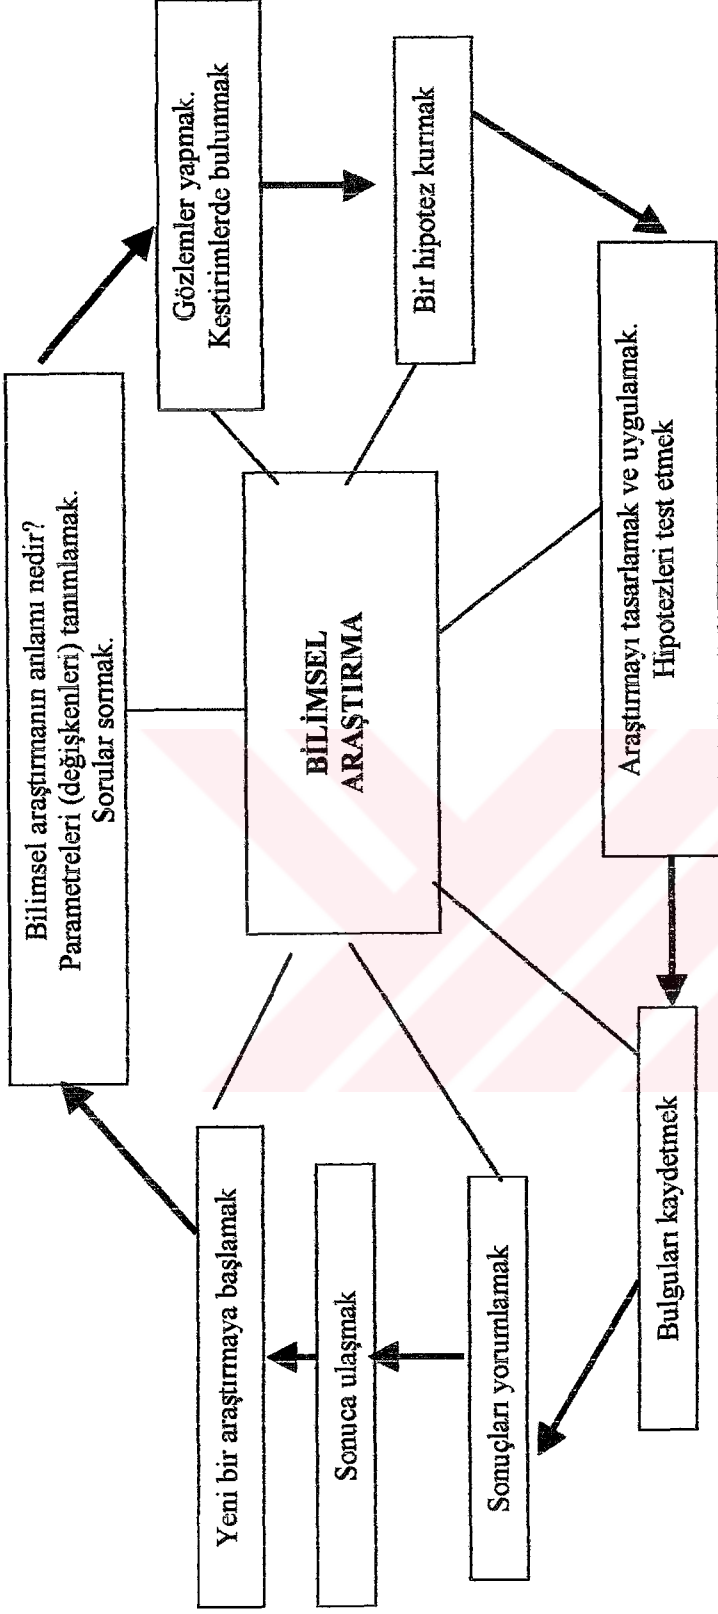 Bilimsel araştırmanın anlamı nedir?
Parametreleri (değişkenleri) tanımlamak.
Sorular sormak.
Gözlemler yapmak.
Kestirimlerde bulunmak
Bir hipotez kurmak
Araştırmayı tasarlamak ve uygulamak.
Hipotezleri test etmek
Bulguları kaydetmek
Sonuçları yorumlamak
Sonuca ulaşmak
Yeni bir araştırmaya başlamak
BİLİMSEL
ARAŞTIRMA